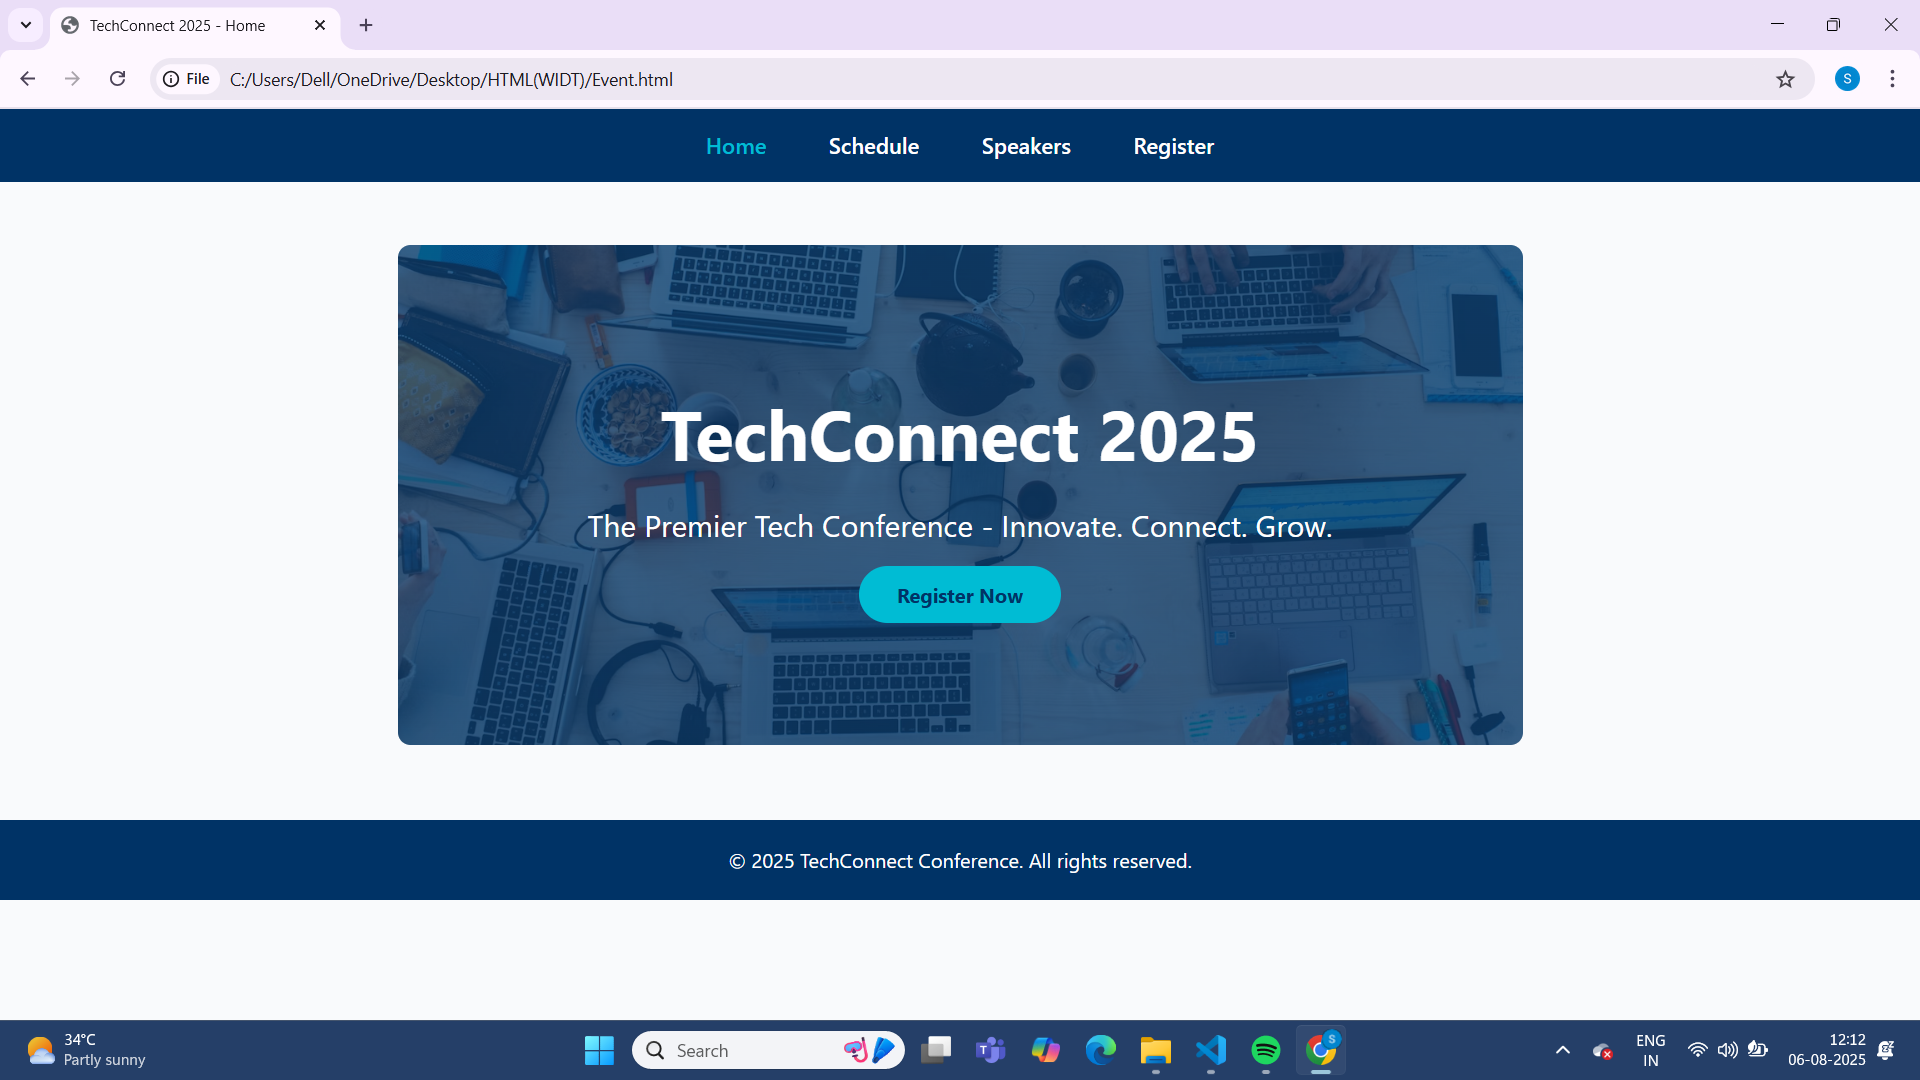 TechConnect 2025 - Home
File
C:/Users/Dell/OneDrive/Desktop/HTML(WIDT)/Event.html
S
Home
Schedule
Speakers
Register
TechConnect 2025
The Premier Tech Conference - Innovate. Connect. Grow.
Register Now
© 2025 TechConnect Conference. All rights reserved.
34°C
Partly sunny
Search
S
ENG
IN
12:12
06-08-2025